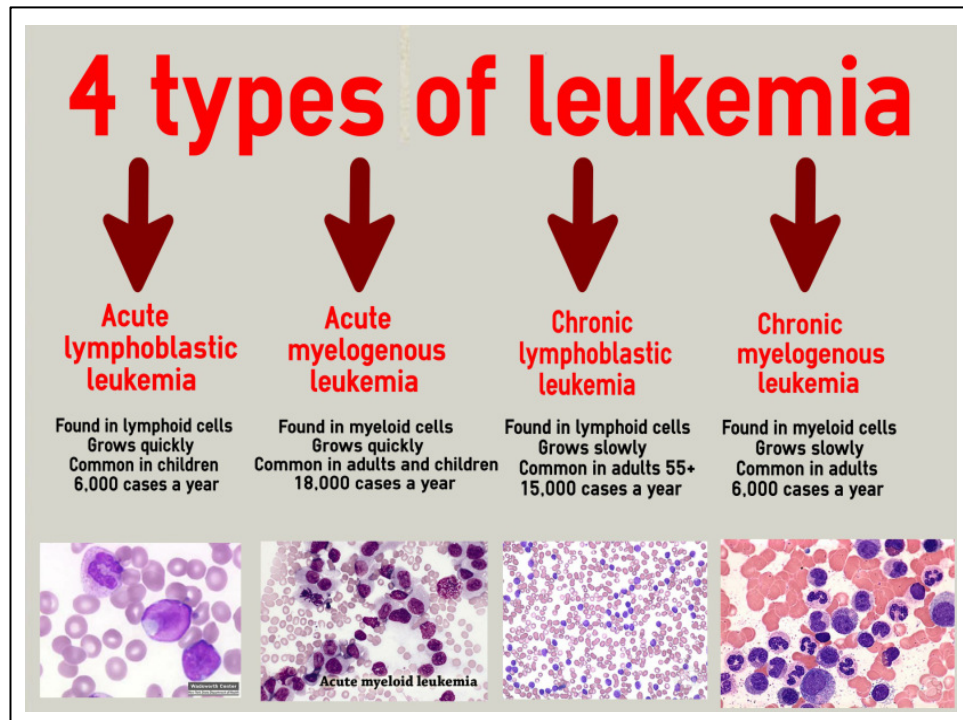 4 types of leukemia
Acute
lymphoblastic
leukemia
Found in lymphoid cells
Grows quickly
Common in children
6,000 cases a year
Acute
myelogenous
leukemia
Found in myeloid cells
Grows quickly
Common in adults and children
18,000 cases a year
Chronic
lymphoblastic
leukemia
Found in lymphoid cells
Grows slowly
Common in adults 55+
15,000 cases a year
Chronic
myelogenous
leukemia
Found in myeloid cells
Grows slowly
Common in adults
6,000 cases a year
Wadsworth Center
Acute myeloid leukemia